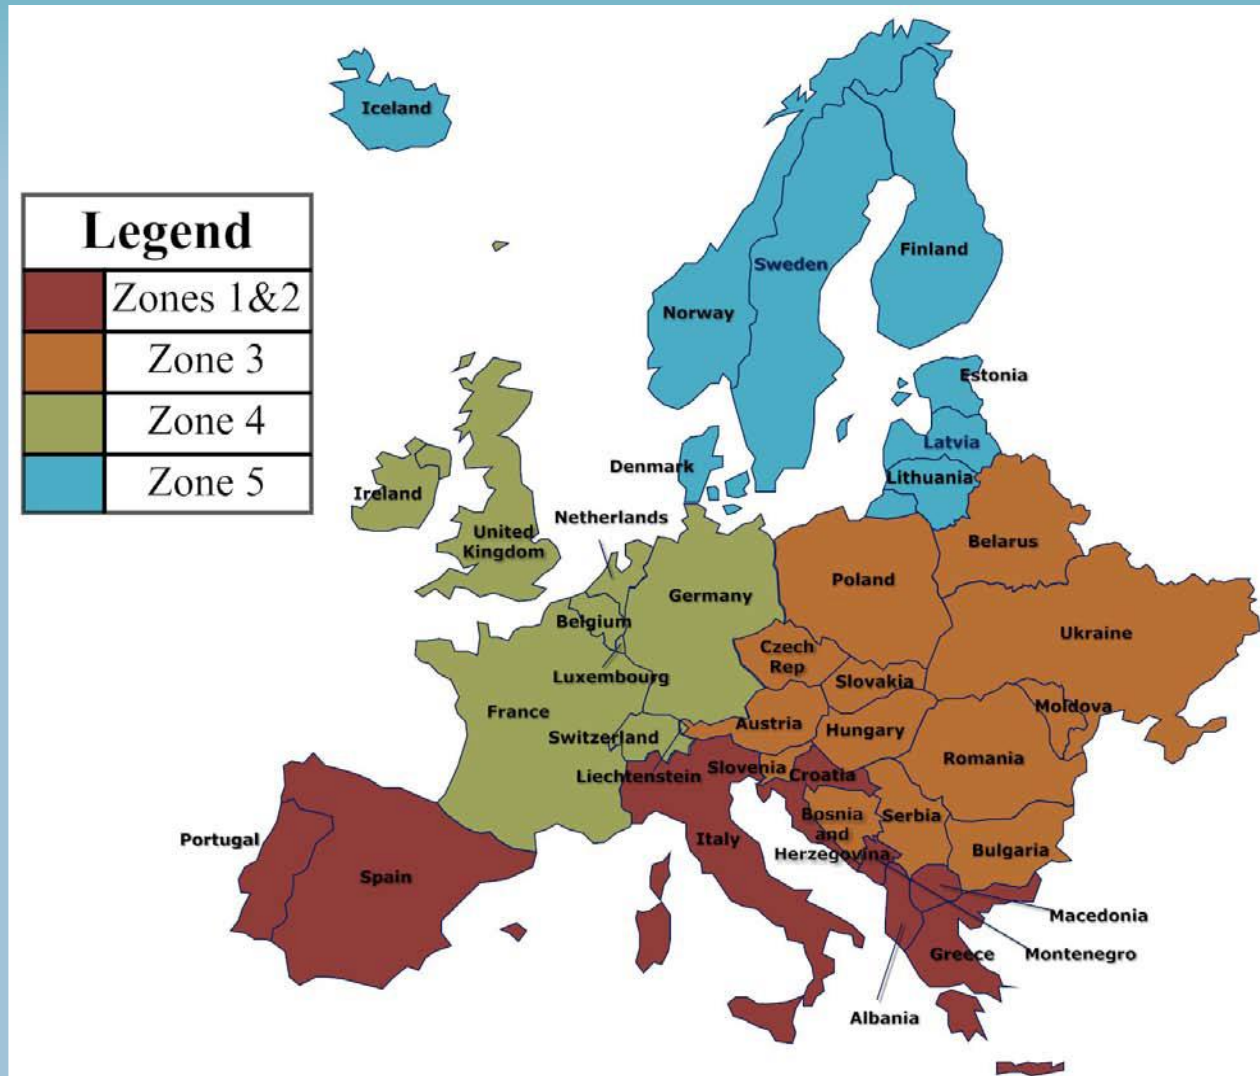 Iceland
Legend
Zones 1&2
Zone 3
Zone 4
Zone 5
Sweden
Finland
Norway
Estonia
Latvia
Denmark
Lithuania
Ireland
Netherlands
United
Kingdom
Belarus
Poland
Germany
Belgium
Ukraine
Czech
Rep
Luxembourg
Slovakia
France
Moldova
Austria
Hungary
Switzerland
Romania
Liechtenstein
Slovenia
Croatia
Bosnia
and
Herzegovina
Serbia
Portugal
Italy
Bulgaria
Spain
Macedonia
Greece
Montenegro
Albania